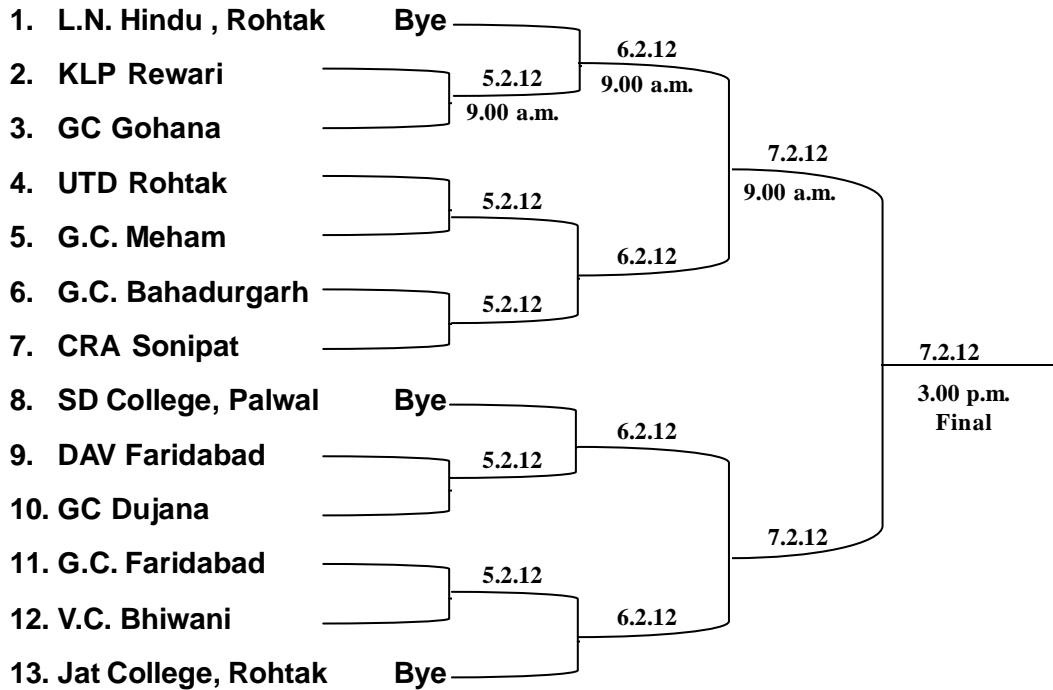 1. L.N. Hindu , Rohtak Bye
2. KLP Rewari
3. GC Gohana
4. UTD Rohtak
5. G.C. Meham
6. G.C. Bahadurgarh
7. CRA Sonipat
8. SD College, Palwal Bye
9. DAV Faridabad
10. GC Dujana
11. G.C. Faridabad
12. V.C. Bhiwani
13. Jat College, Rohtak Bye
5.2.12
9.00 a.m.
5.2.12
5.2.12
5.2.12
5.2.12
6.2.12
9.00 a.m.
6.2.12
6.2.12
6.2.12
7.2.12
9.00 a.m.
7.2.12
7.2.12
3.00 p.m.
Final